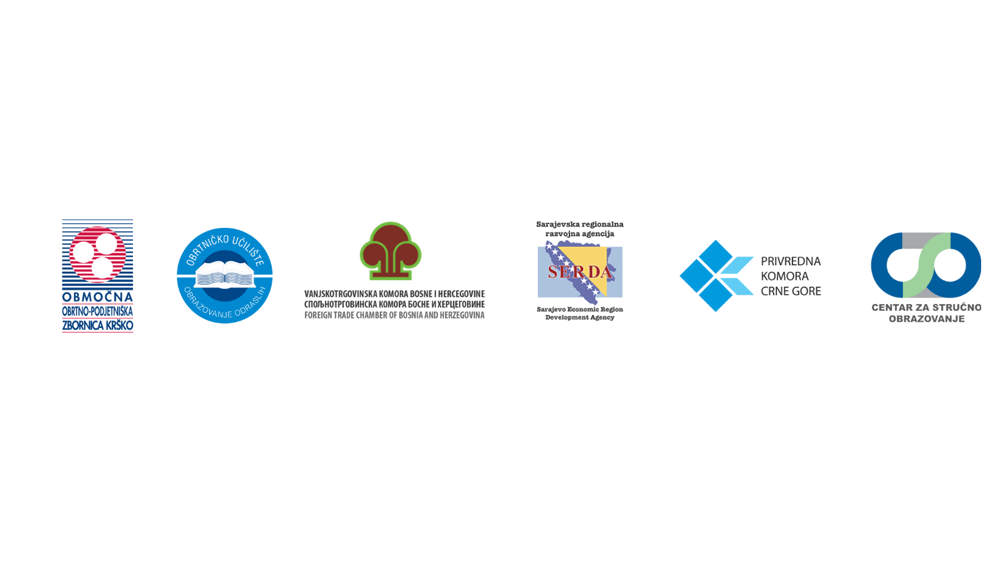 OBMOČNA
OBRTNO-PODJETNIŠKA
ZBORNICA KRŠKO
OBRTNIČKO UČILIŠTE
OBRAZOVANJE ODRASLIH
VANJSKOTRGOVINSKA KOMORA BOSNE I HERCEGOVINE
СПОЉНОТРГОВИНСКА КОМОРА БОСНЕ И ХЕРЦЕГОВИНЕ
FOREIGN TRADE CHAMBER OF BOSNIA AND HERZEGOVINA
Sarajevska regionalna
razvojna agencija
SERDA
Sarajevo Economic Region
Development Agency
PRIVREDNA
KOMORA
CRNE GORE
CENTAR ZA STRUČNO
OBRAZOVANJE